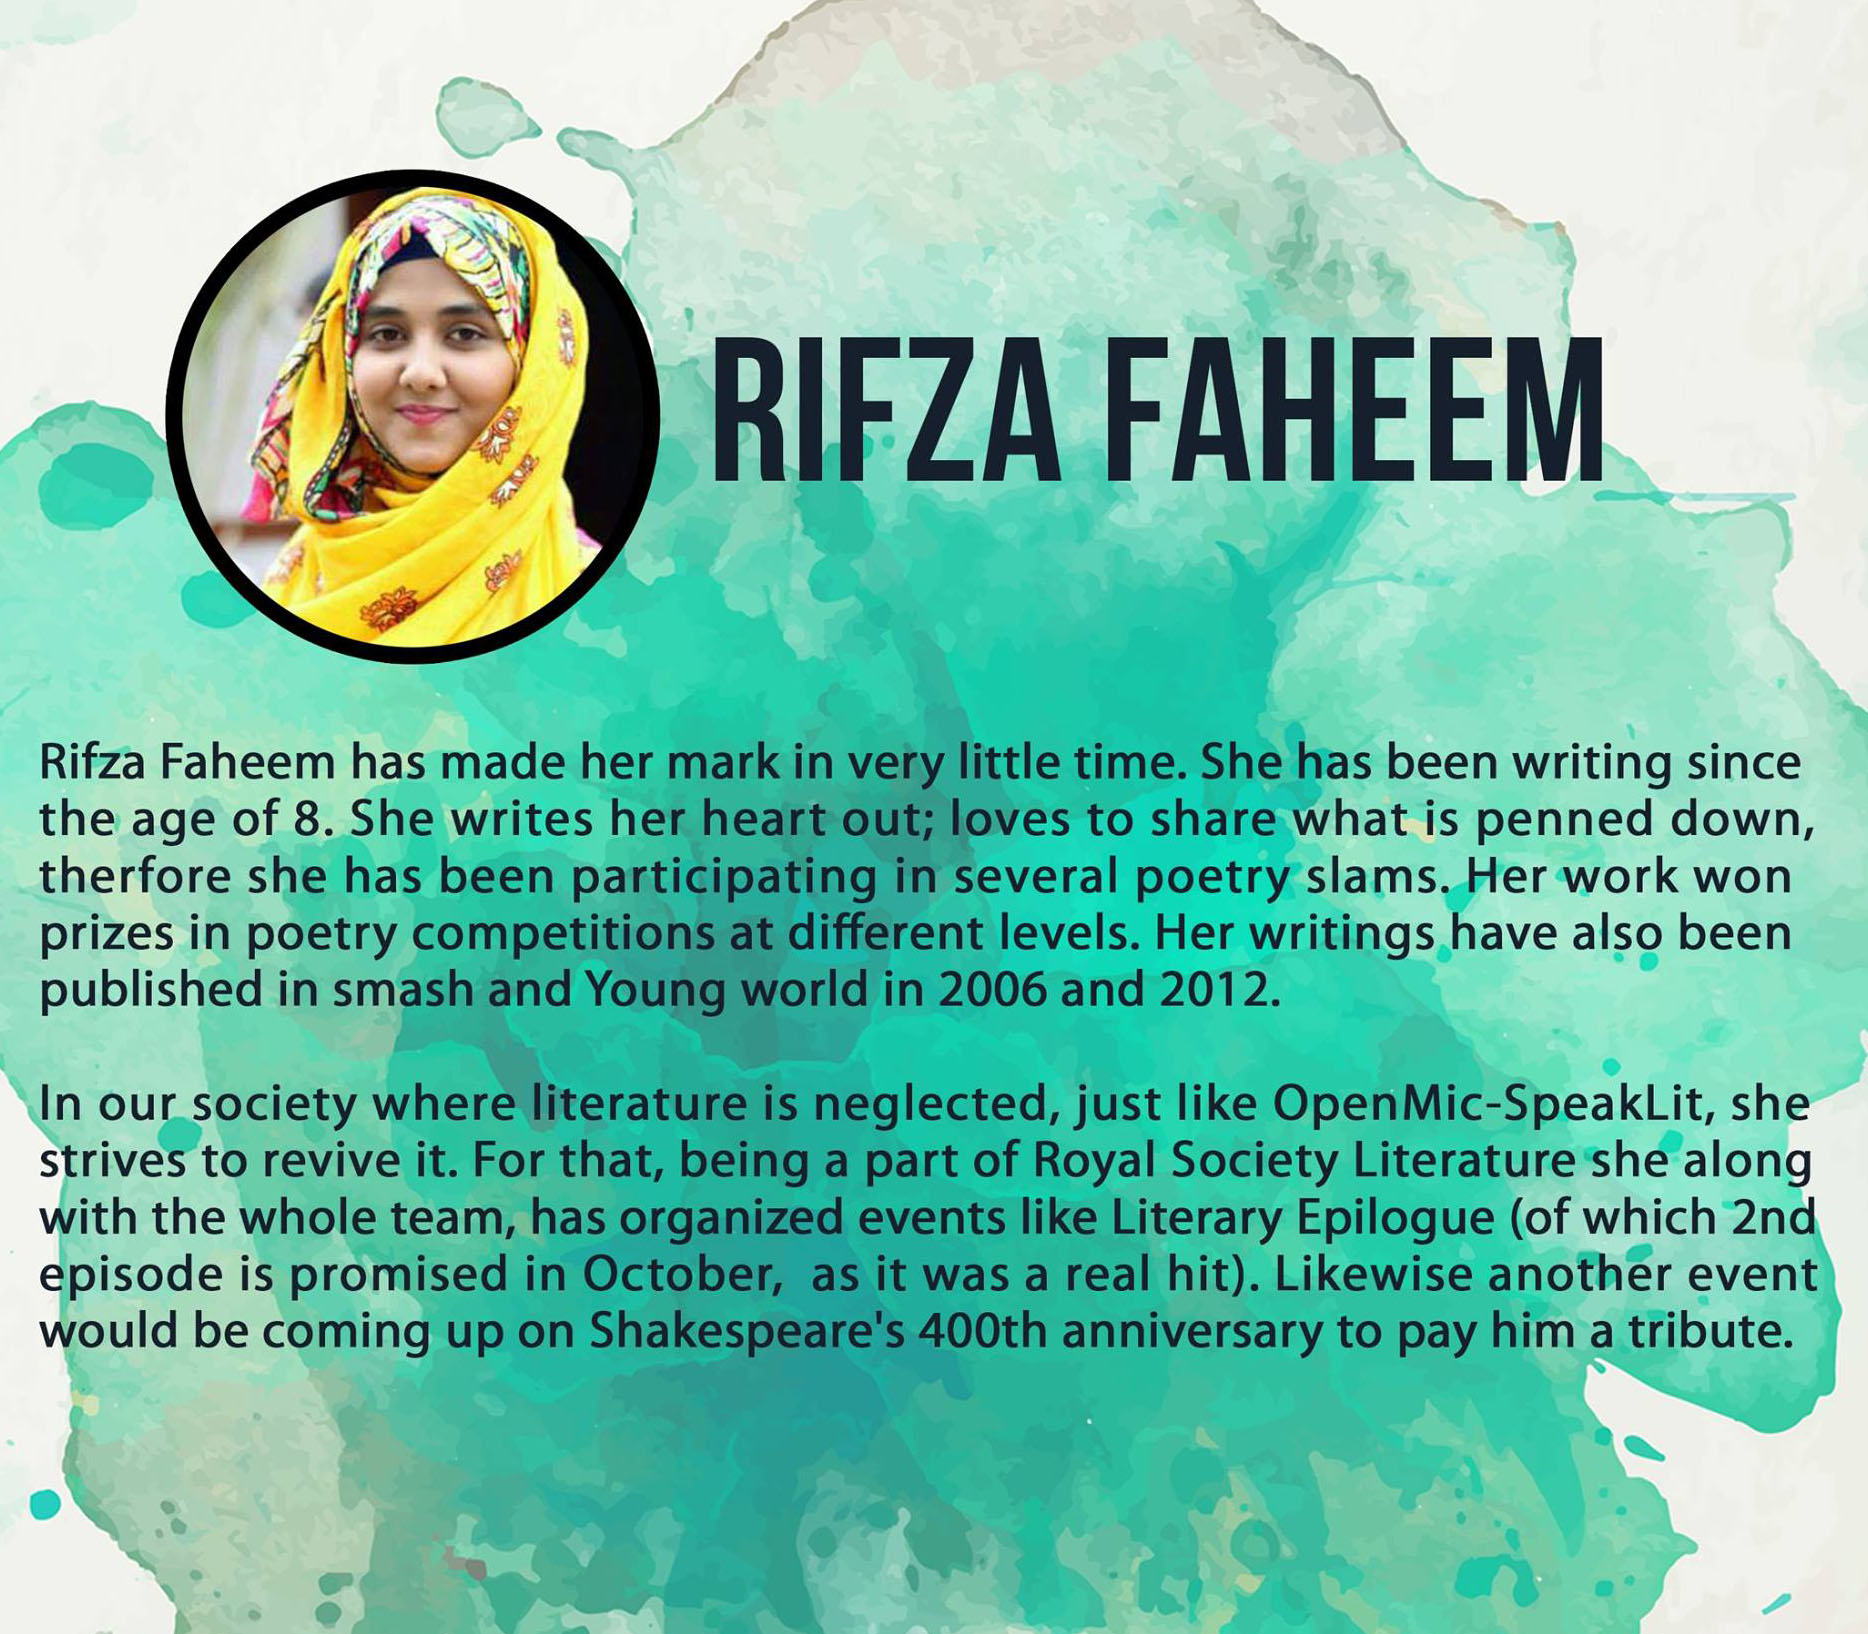 RIFZA FAHEEM
Rifza Faheem has made her mark in very little time. She has been writing since
the age of 8. She writes her heart out; loves to share what is penned down,
therfore she has been participating in several poetry slams. Her work won
prizes in poetry competitions at different levels. Her writings have also been
published in smash and Young world in 2006 and 2012.
In our society where literature is neglected, just like OpenMic-SpeakLit, she
strives to revive it. For that, being a part of Royal Society Literature she along
with the whole team, has organized events like Literary Epilogue (of which 2nd
episode is promised in October,  as it was a real hit). Likewise another event
would be coming up on Shakespeare's 400th anniversary to pay him a tribute.